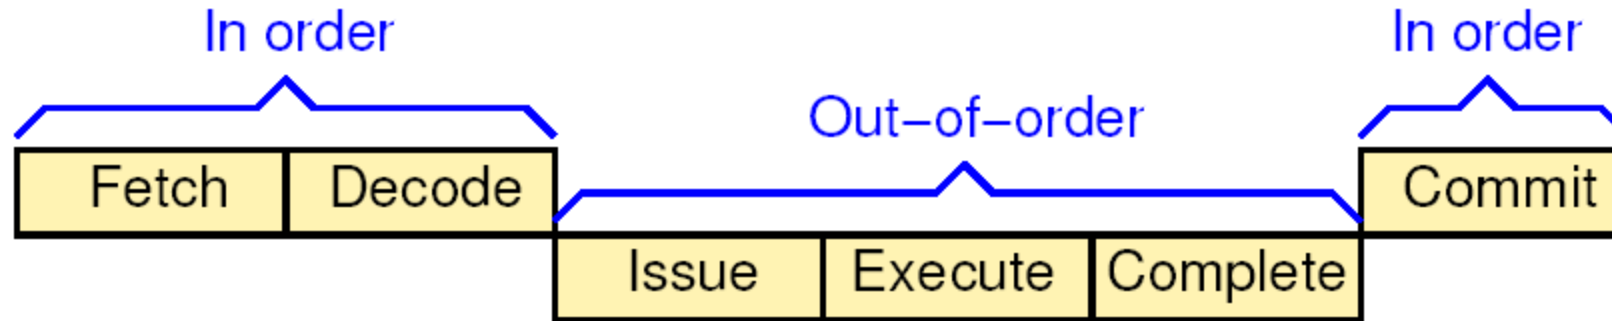 In order
In order
Out–of–order
Fetch
Decode
Commit
Issue
Execute
Complete